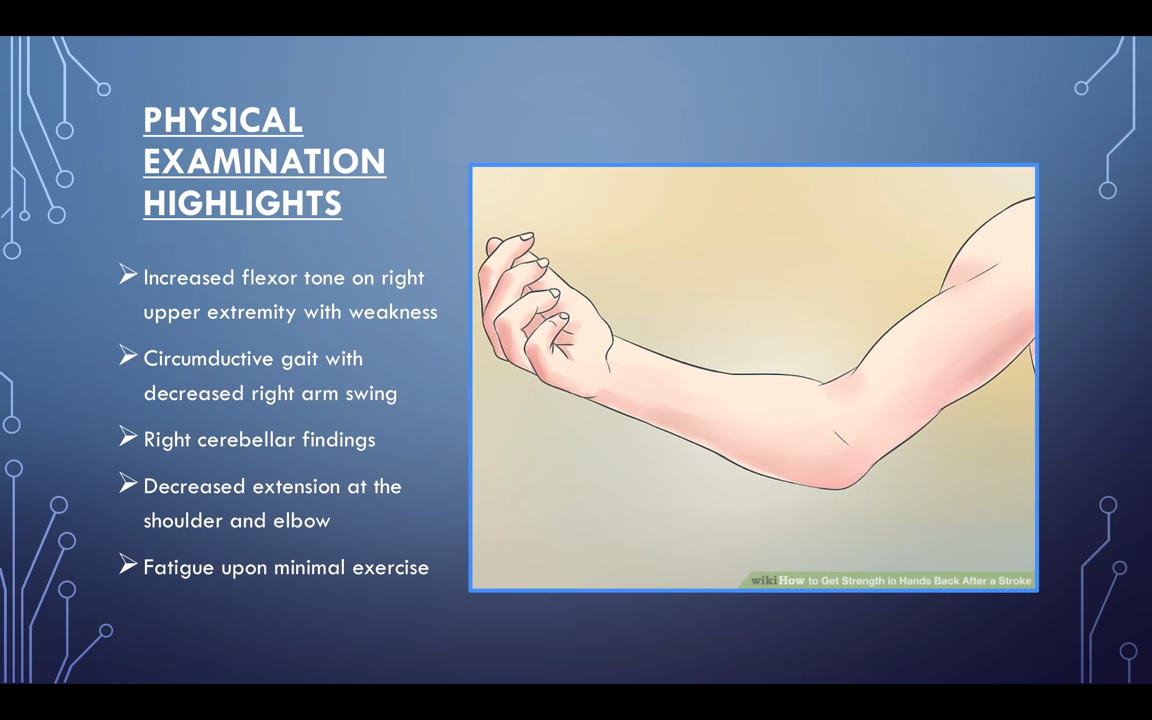 PHYSICAL
EXAMINATION
HIGHLIGHTS
Increased flexor tone on right
upper extremity with weakness
Circumductive gait with
decreased right arm swing
Right cerebellar findings
Decreased extension at the
shoulder and elbow
Fatigue upon minimal exercise
wikiHow to Get Strength in Hands Back After a Stroke